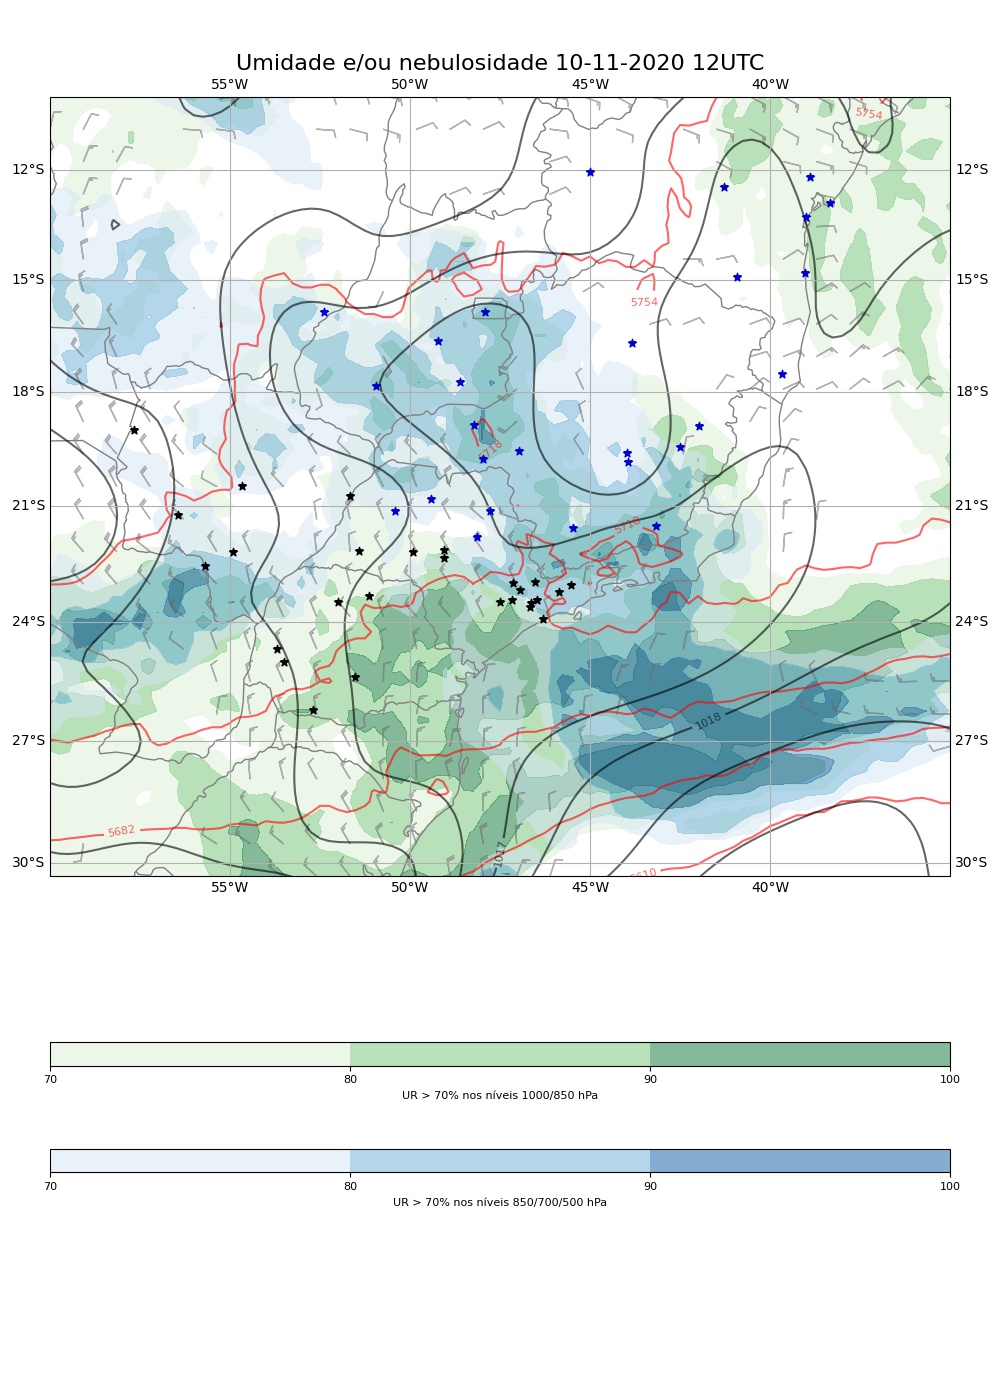 Umidade e/ou nebulosidade 10-11-2020 12UTC
55°W 50°W 45°W 40°W
5754
12°S 12°S
15°S 15°S
5754
18°S 18°S
5718
21°S 21°S
5718
24°S 24°S
1018
27°S 27°S
5682
1017
30°S 30°S
5610
55°W 50°W 45°W 40°W
70 80 90 100
UR > 70% nos níveis 1000/850 hPa
70 80 90 100
UR > 70% nos níveis 850/700/500 hPa